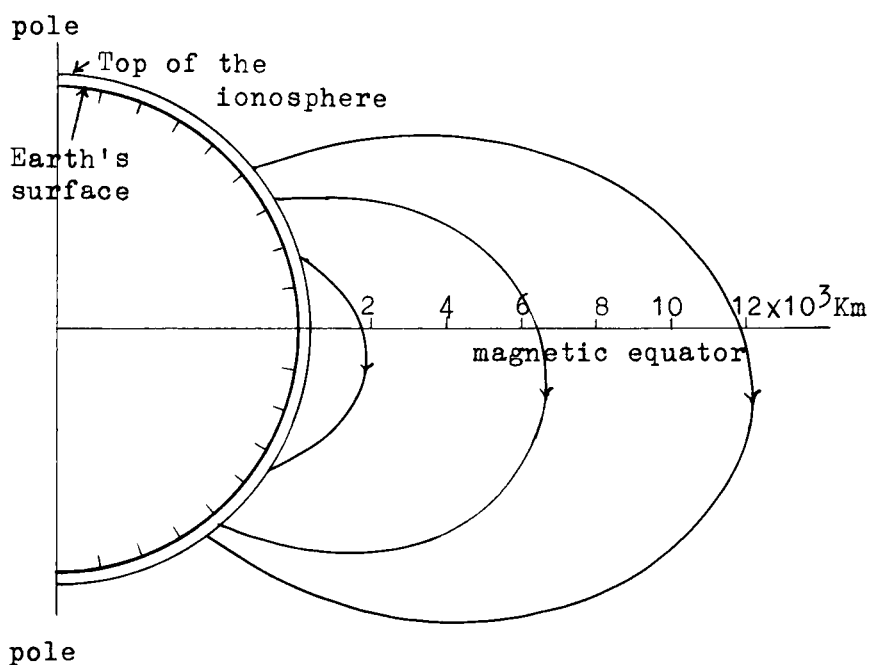 pole
Top of the
ionosphere
Earth's
surface
2 4 6 8 10 12x10³Km
magnetic equator
pole